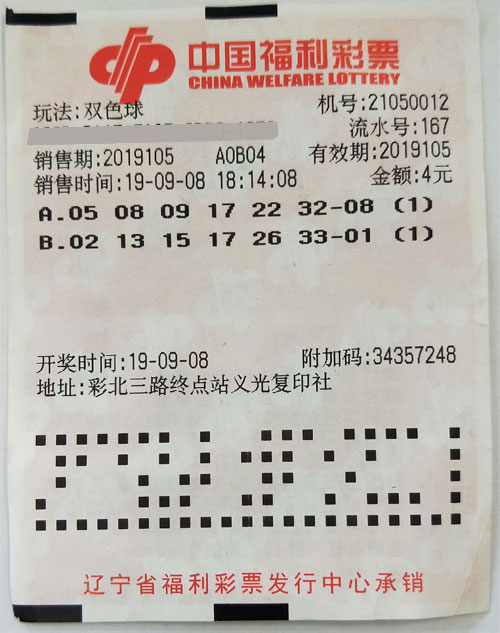 中国福利彩票
CHINA WELFARE LOTTERY
玩法:双色球 机号:21050012
流水号:167
销售期:2019105 A0B04 有效期:2019105
销售时间:19-09-08 18:14:08 金额:4元
A.05 08 09 17 22 32-08 (1)
B.02 13 15 17 26 33-01 (1)
开奖时间:19-09-08 附加码:34357248
地址:彩北三路终点站义光复印社
辽宁省福利彩票发行中心承销